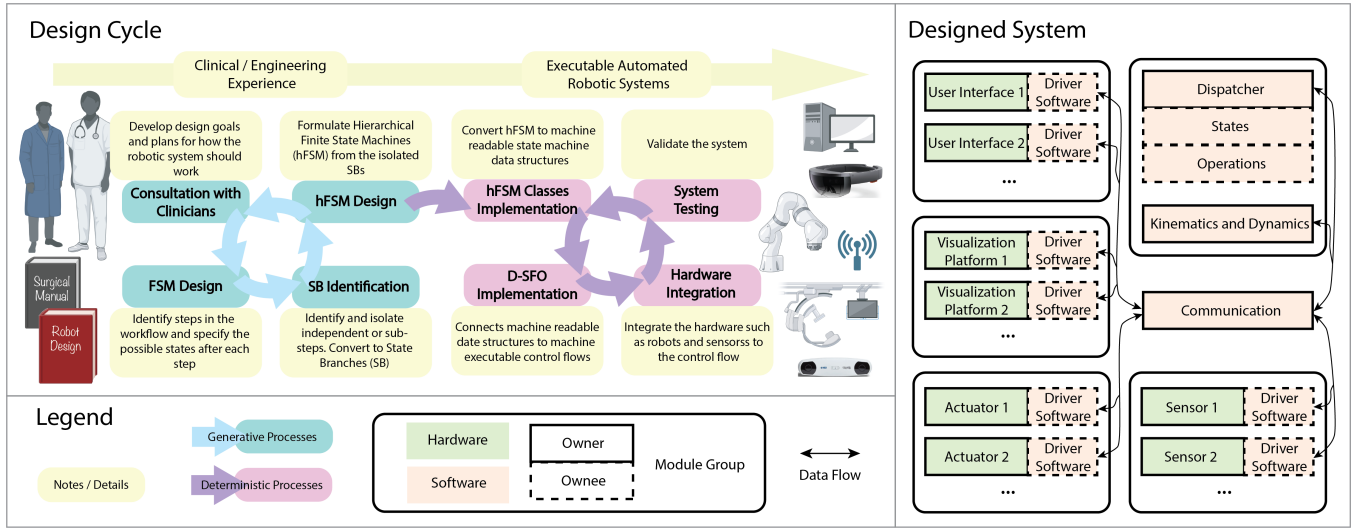 Design Cycle
Clinical / Engineering
Experience
Executable Automated
Robotic Systems
Develop design goals
and plans for how the
robotic system should
work
Formulate Hierarchical
Finite State Machines
(hFSM) from the isolated
SBs
Convert hFSM to machine
readable state machine
data structures
Validate the system
Consultation with
Clinicians
hFSM Design
hFSM Classes
Implementation
System
Testing
FSM Design
SB Identification
D-SFO
Implementation
Hardware
Integration
Identify steps in the
workflow and specify the
possible states after each
step
Identify and isolate
independent or sub-
steps. Convert to State
Branches (SB)
Connects machine readable
date structures to machine
executable control flows
Integrate the hardware such
as robots and sensorss to
the control flow
Surgical
Manual
Robot
Design
Legend
Notes / Details
Generative Processes
Deterministic Processes
Hardware
Software
Owner
Ownee
Module Group
Data Flow
Designed System
User Interface 1
Driver
Software
User Interface 2
Driver
Software
...
Dispatcher
States
Operations
Kinematics and Dynamics
Visualization
Platform 1
Driver
Software
Visualization
Platform 2
Driver
Software
...
Communication
Actuator 1
Driver
Software
Actuator 2
Driver
Software
...
Sensor 1
Driver
Software
Sensor 2
Driver
Software
...